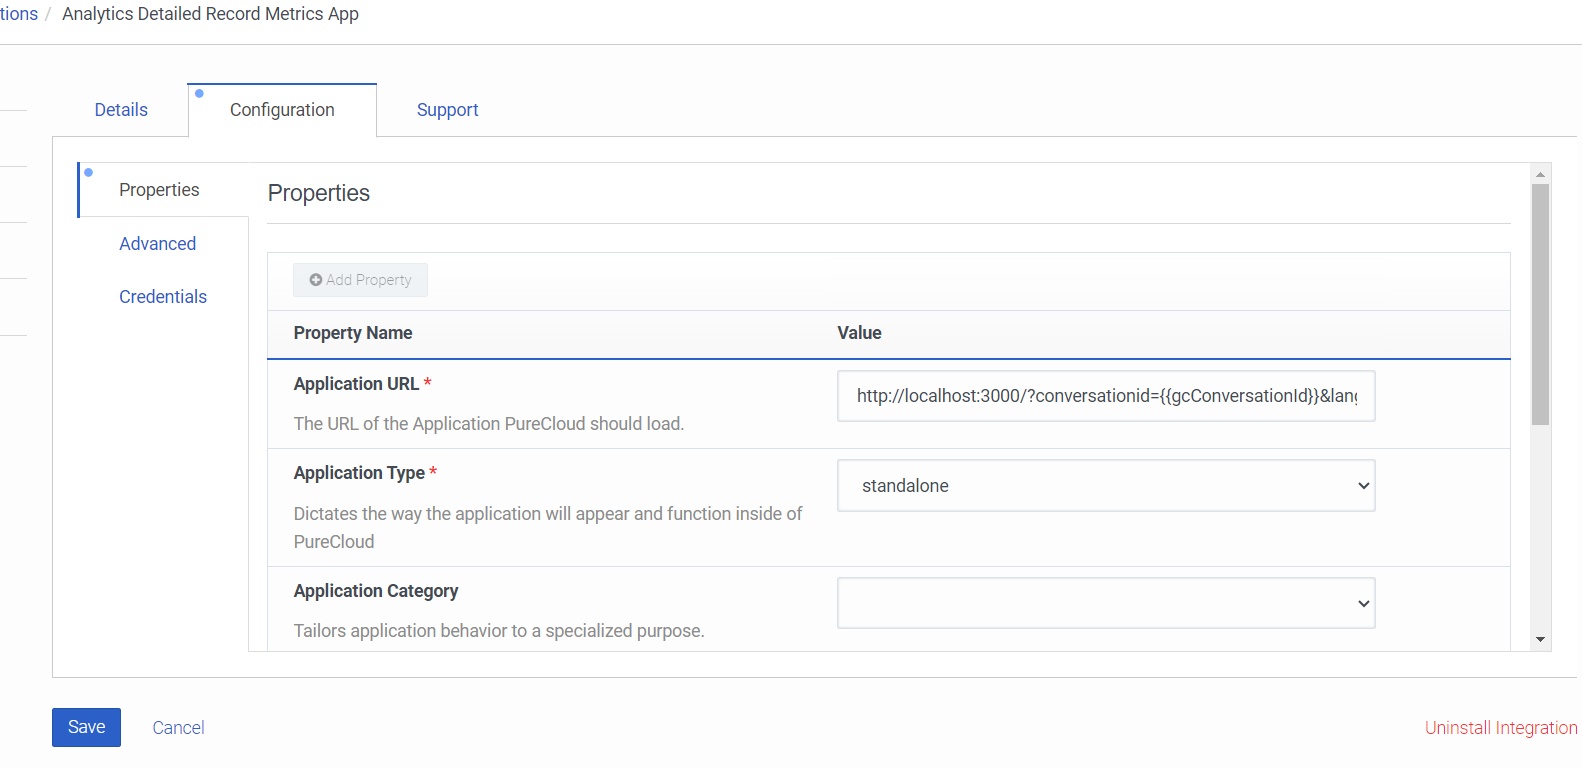 tions / Analytics Detailed Record Metrics App
Details Configuration Support
Properties
Advanced
Credentials
Properties
Add Property
Property Name Value
Application URL * http://localhost:3000/?conversationid={{gcConversationId}}&lang
The URL of the Application PureCloud should load.
Application Type * standalone
Dictates the way the application will appear and function inside of
PureCloud
Application Category
Tailors application behavior to a specialized purpose.
Save Cancel Uninstall Integration